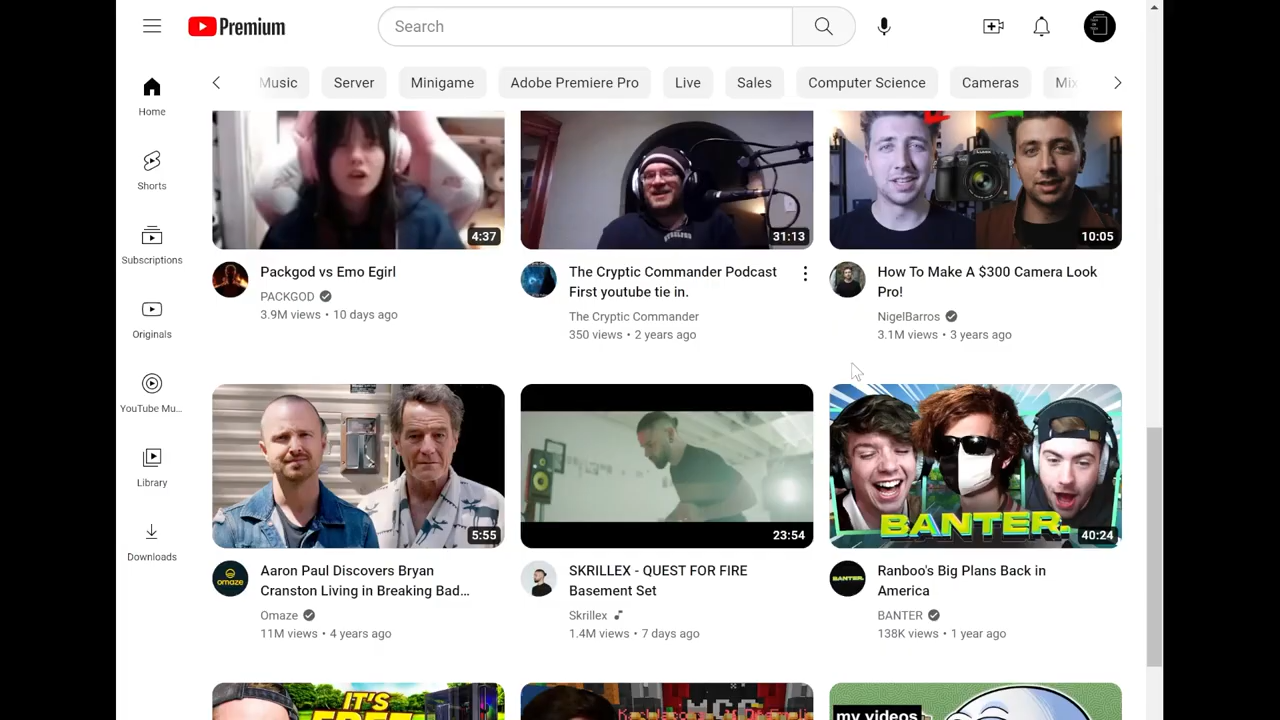 Premium
Search
Music
Server
Minigame
Adobe Premiere Pro
Live
Sales
Computer Science
Cameras
Mix
Home
Shorts
Subscriptions
Originals
YouTube Mu...
Library
Downloads
4:37
31:13
10:05
Packgod vs Emo Egirl
PACKGOD
3.9M views • 10 days ago
The Cryptic Commander Podcast
First youtube tie in.
The Cryptic Commander
350 views • 2 years ago
How To Make A $300 Camera Look
Pro!
NigelBarros
3.1M views • 3 years ago
5:55
23:54
BANTER.
40:24
omaze
Aaron Paul Discovers Bryan
Cranston Living in Breaking Bad...
Omaze
11M views • 4 years ago
SKRILLEX - QUEST FOR FIRE
Basement Set
Skrillex
1.4M views • 7 days ago
BANTER.
Ranboo's Big Plans Back in
America
BANTER
138K views • 1 year ago
IT'S
FREE
my videos